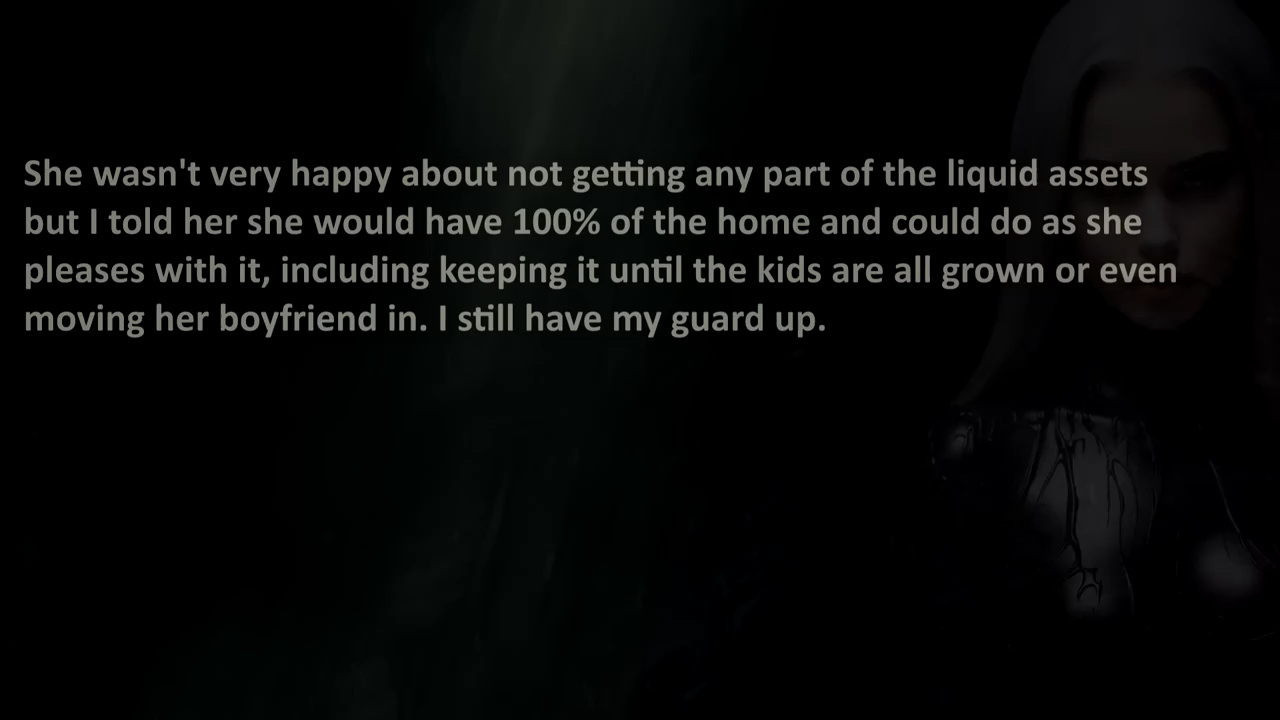 She wasn't very happy about not getting any part of the liquid assets
but I told her she would have 100% of the home and could do as she
pleases with it, including keeping it until the kids are all grown or even
moving her boyfriend in. I still have my guard up.